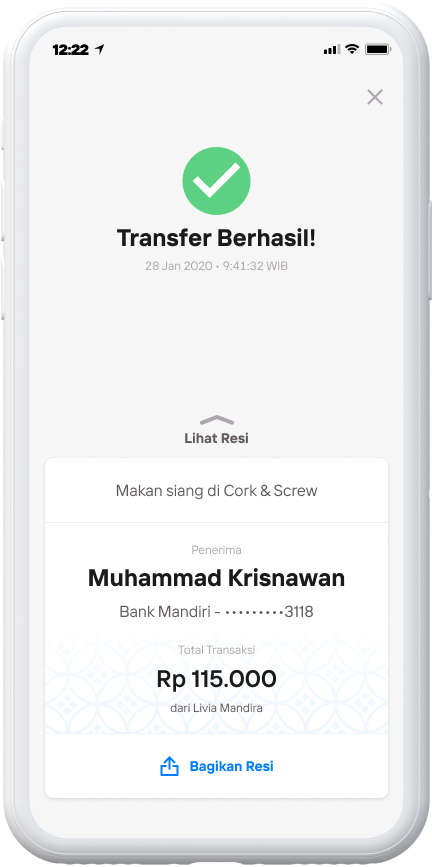 12:22
Transfer Berhasil!
28 Jan 2020 • 9:41:32 WIB
Lihat Resi
Makan siang di Cork & Screw
Penerima
Muhammad Krisnawan
Bank Mandiri - •••••••••3118
Total Transaksi
Rp 115.000
dari Livia Mandira
Bagikan Resi